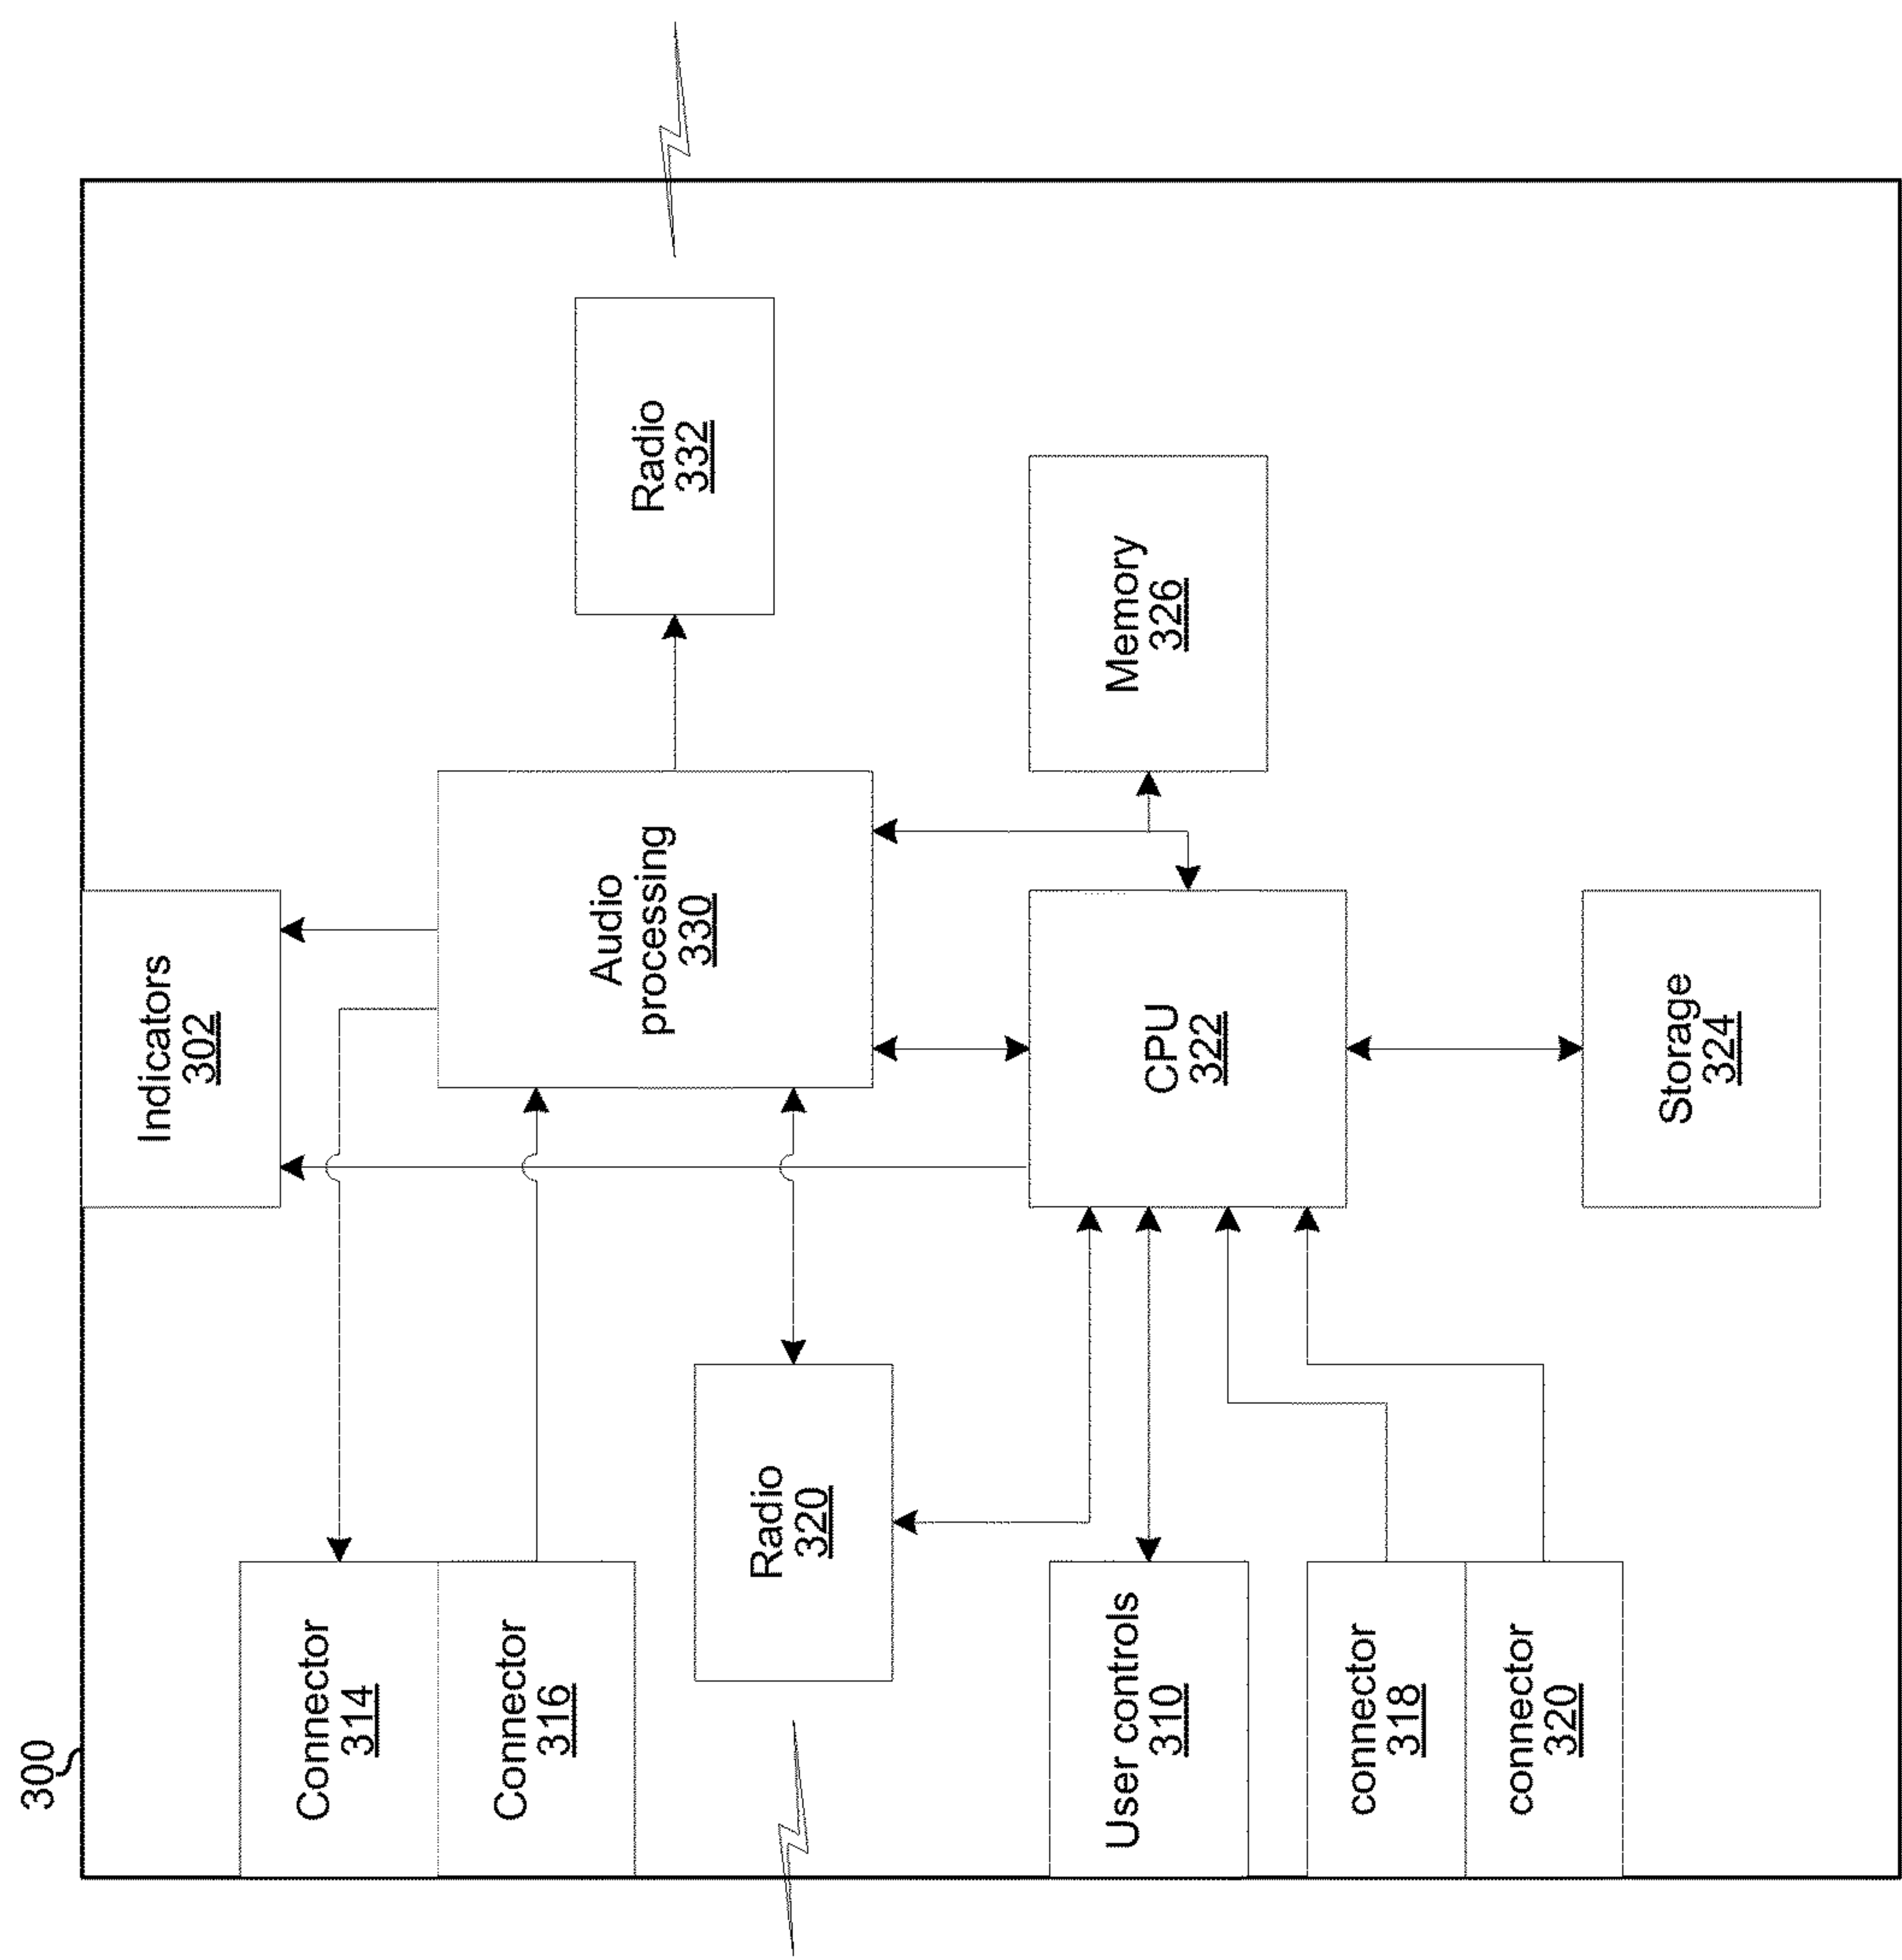 300
Indicators
302
Connector
314
Connector
316
Audio
processing
330
Radio
332
Radio
320
User controls
310
CPU
322
Memory
326
connector
318
connector
320
Storage
324